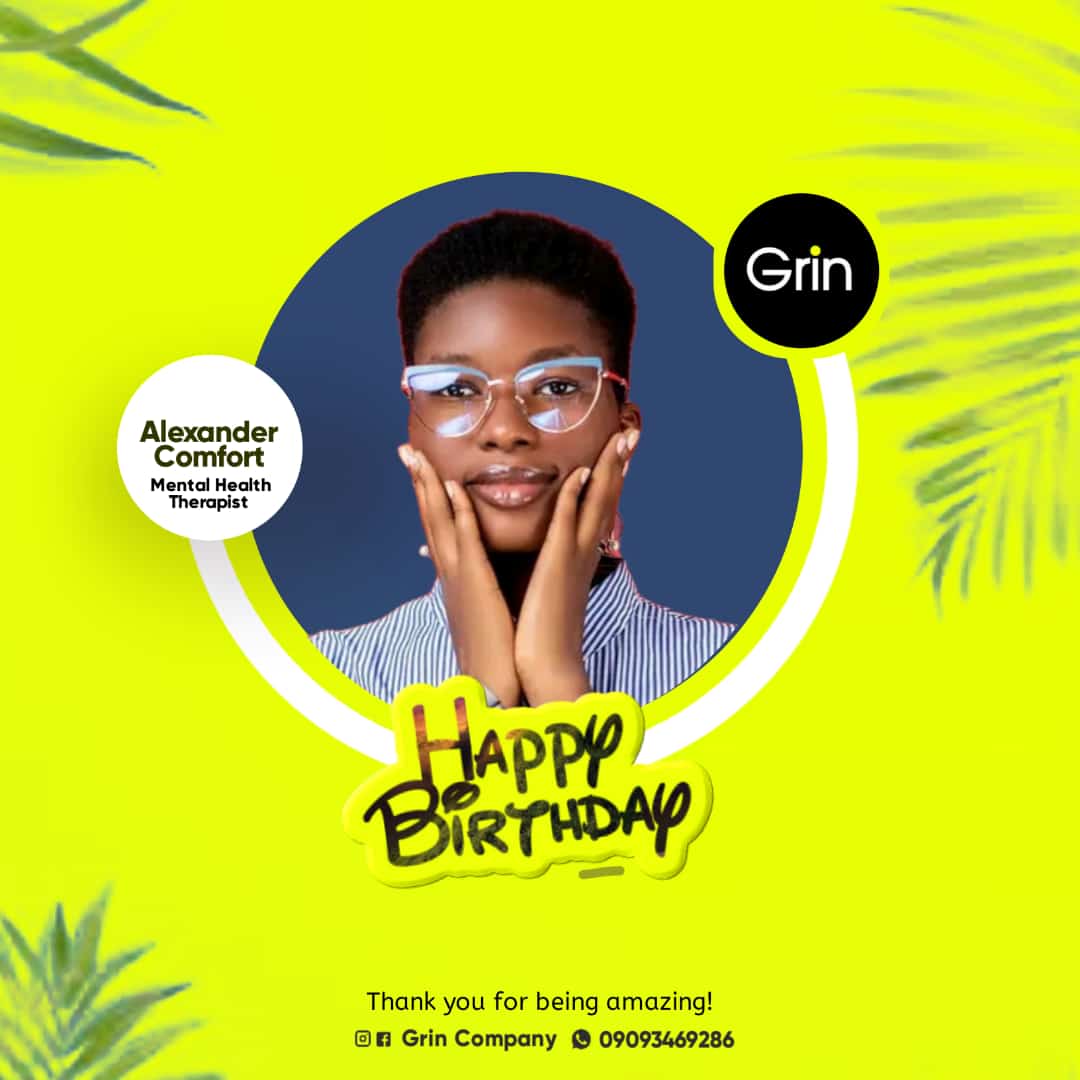 Grin
Alexander
Comfort
Mental Health
Therapist
HAPPY
BIRTHDAY
Thank you for being amazing!
Grin Company 09093469286